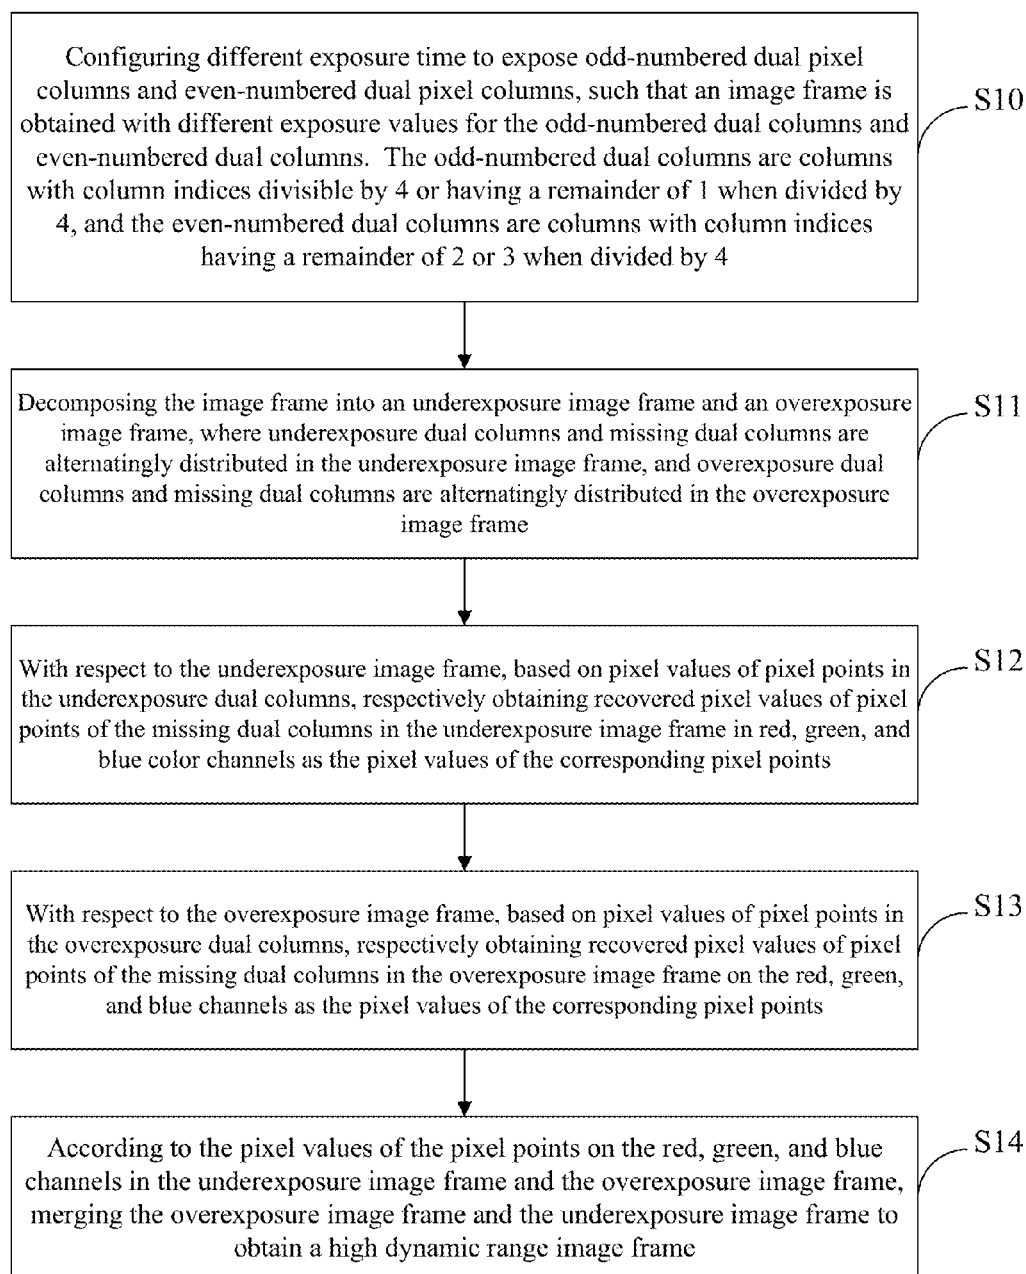 Configuring different exposure time to expose odd-numbered dual pixel
columns and even-numbered dual pixel columns, such that an image frame is
obtained with different exposure values for the odd-numbered dual columns and
even-numbered dual columns. The odd-numbered dual columns are columns
with column indices divisible by 4 or having a remainder of 1 when divided by
4, and the even-numbered dual columns are columns with column indices
having a remainder of 2 or 3 when divided by 4
S10
Decomposing the image frame into an underexposure image frame and an overexposure
image frame, where underexposure dual columns and missing dual columns are
alternatingly distributed in the underexposure image frame, and overexposure dual
columns and missing dual columns are alternatingly distributed in the overexposure
image frame
S11
With respect to the underexposure image frame, based on pixel values of pixel points in
the underexposure dual columns, respectively obtaining recovered pixel values of pixel
points of the missing dual columns in the underexposure image frame in red, green, and
blue color channels as the pixel values of the corresponding pixel points
S12
With respect to the overexposure image frame, based on pixel values of pixel points in
the overexposure dual columns, respectively obtaining recovered pixel values of pixel
points of the missing dual columns in the overexposure image frame on the red, green,
and blue channels as the pixel values of the corresponding pixel points
S13
According to the pixel values of the pixel points on the red, green, and blue
channels in the underexposure image frame and the overexposure image frame,
merging the overexposure image frame and the underexposure image frame to
obtain a high dynamic range image frame
S14